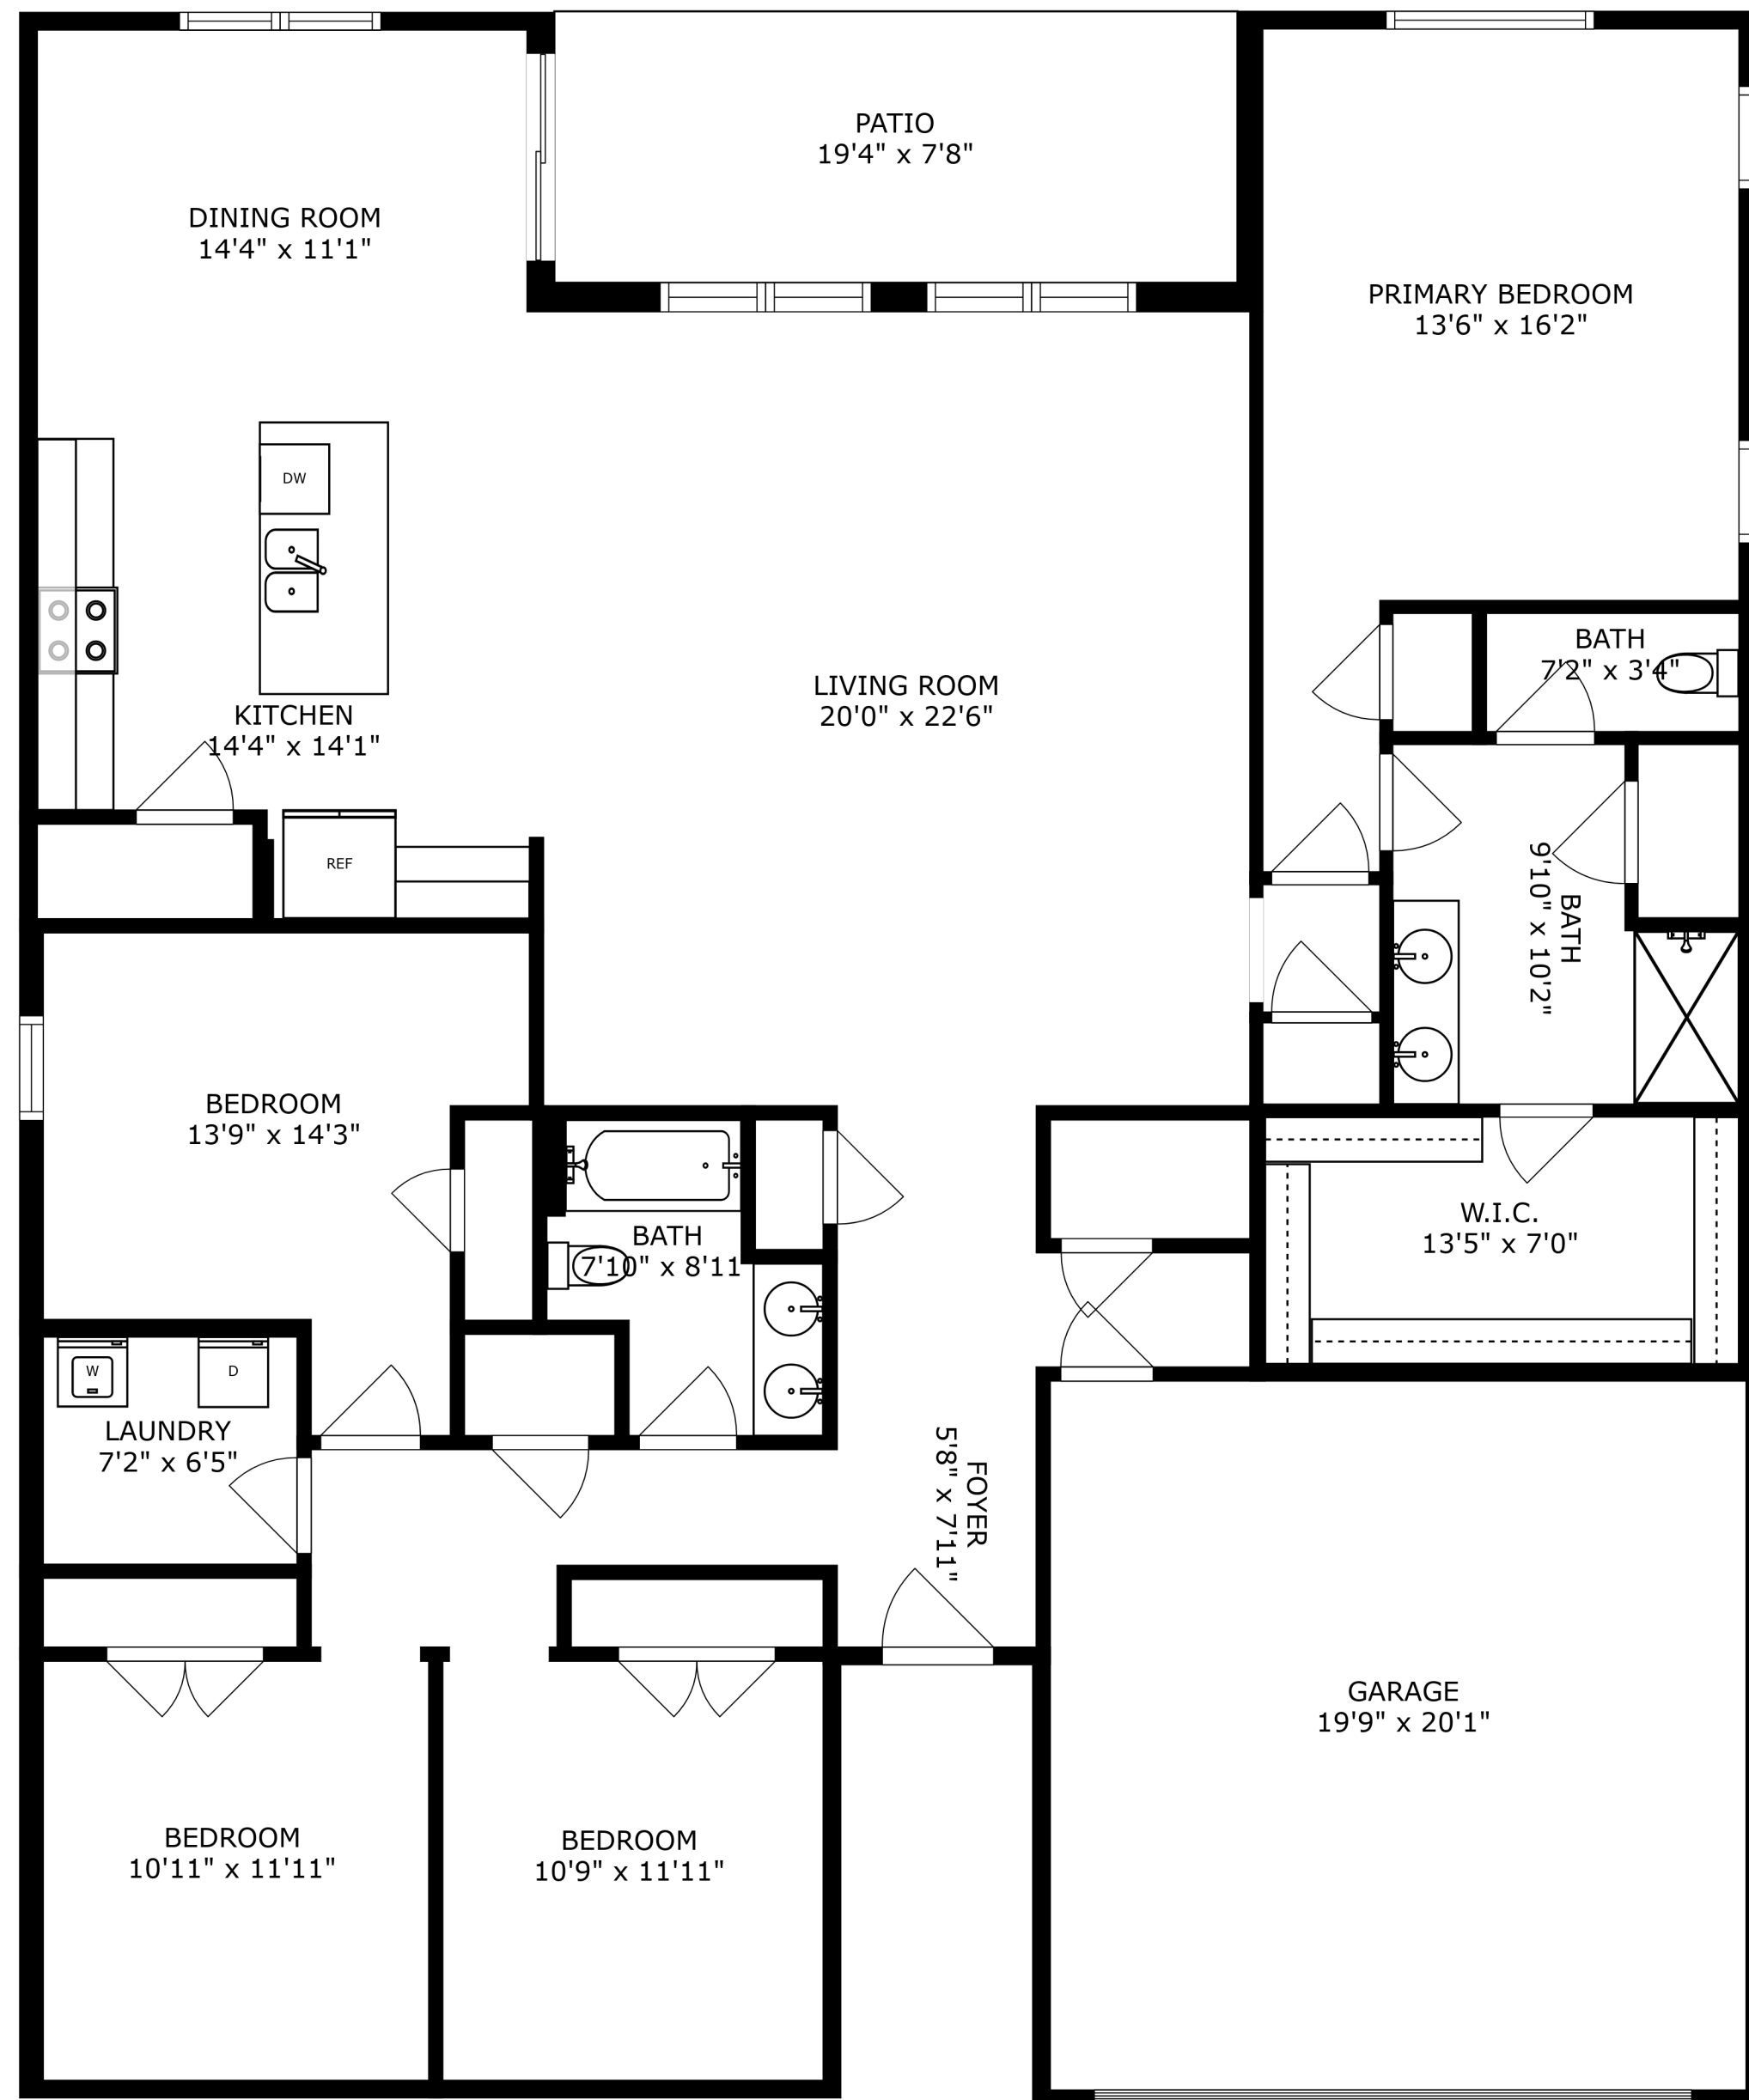 PATIO
19'4" x 7'8"
DINING ROOM
14'4" x 11'1"
PRIMARY BEDROOM
13'6" x 16'2"
DW
BATH
7'2" x 3'4"
LIVING ROOM
20'0" x 22'6"
KITCHEN
14'4" x 14'1"
REF
BATH
9'10" x 10'2"
BEDROOM
13'9" x 14'3"
W.I.C.
13'5" x 7'0"
BATH
7'10" x 8'11
W
D
LAUNDRY
7'2" x 6'5"
FOYER
5'8" x 7'11"
GARAGE
19'9" x 20'1"
BEDROOM
10'11" x 11'11"
BEDROOM
10'9" x 11'11"